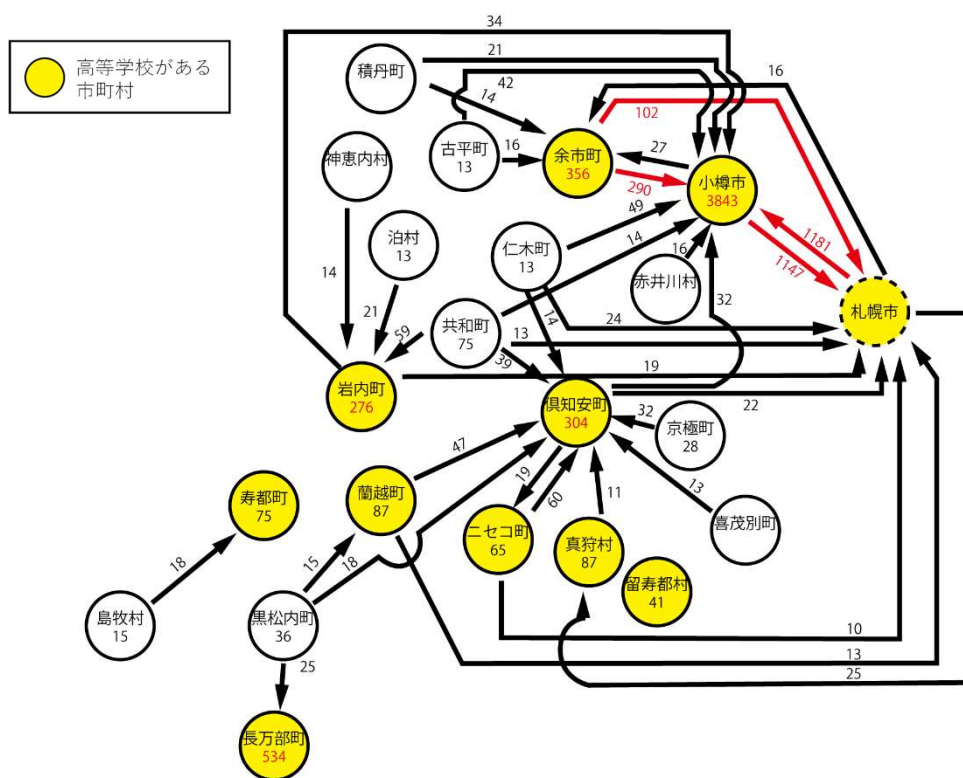 高等学校がある
市町村
34
21
42
16
積丹町
14
102
古平町
13
16
余市町
356
27
290
小樽市
3843
神恵内村
14
泊村
13
21
仁木町
13
49
14
16
赤井川村
1181
1147
札幌市
32
24
14
共和町
75
59
39
13
19
岩内町
276
倶知安町
304
22
32
京極町
28
47
19
60
11
13
喜茂別町
寿都町
75
蘭越町
87
ニセコ町
65
真狩村
87
留寿都村
41
18
15
18
島牧村
15
黒松内町
36
25
10
13
25
長万部町
534